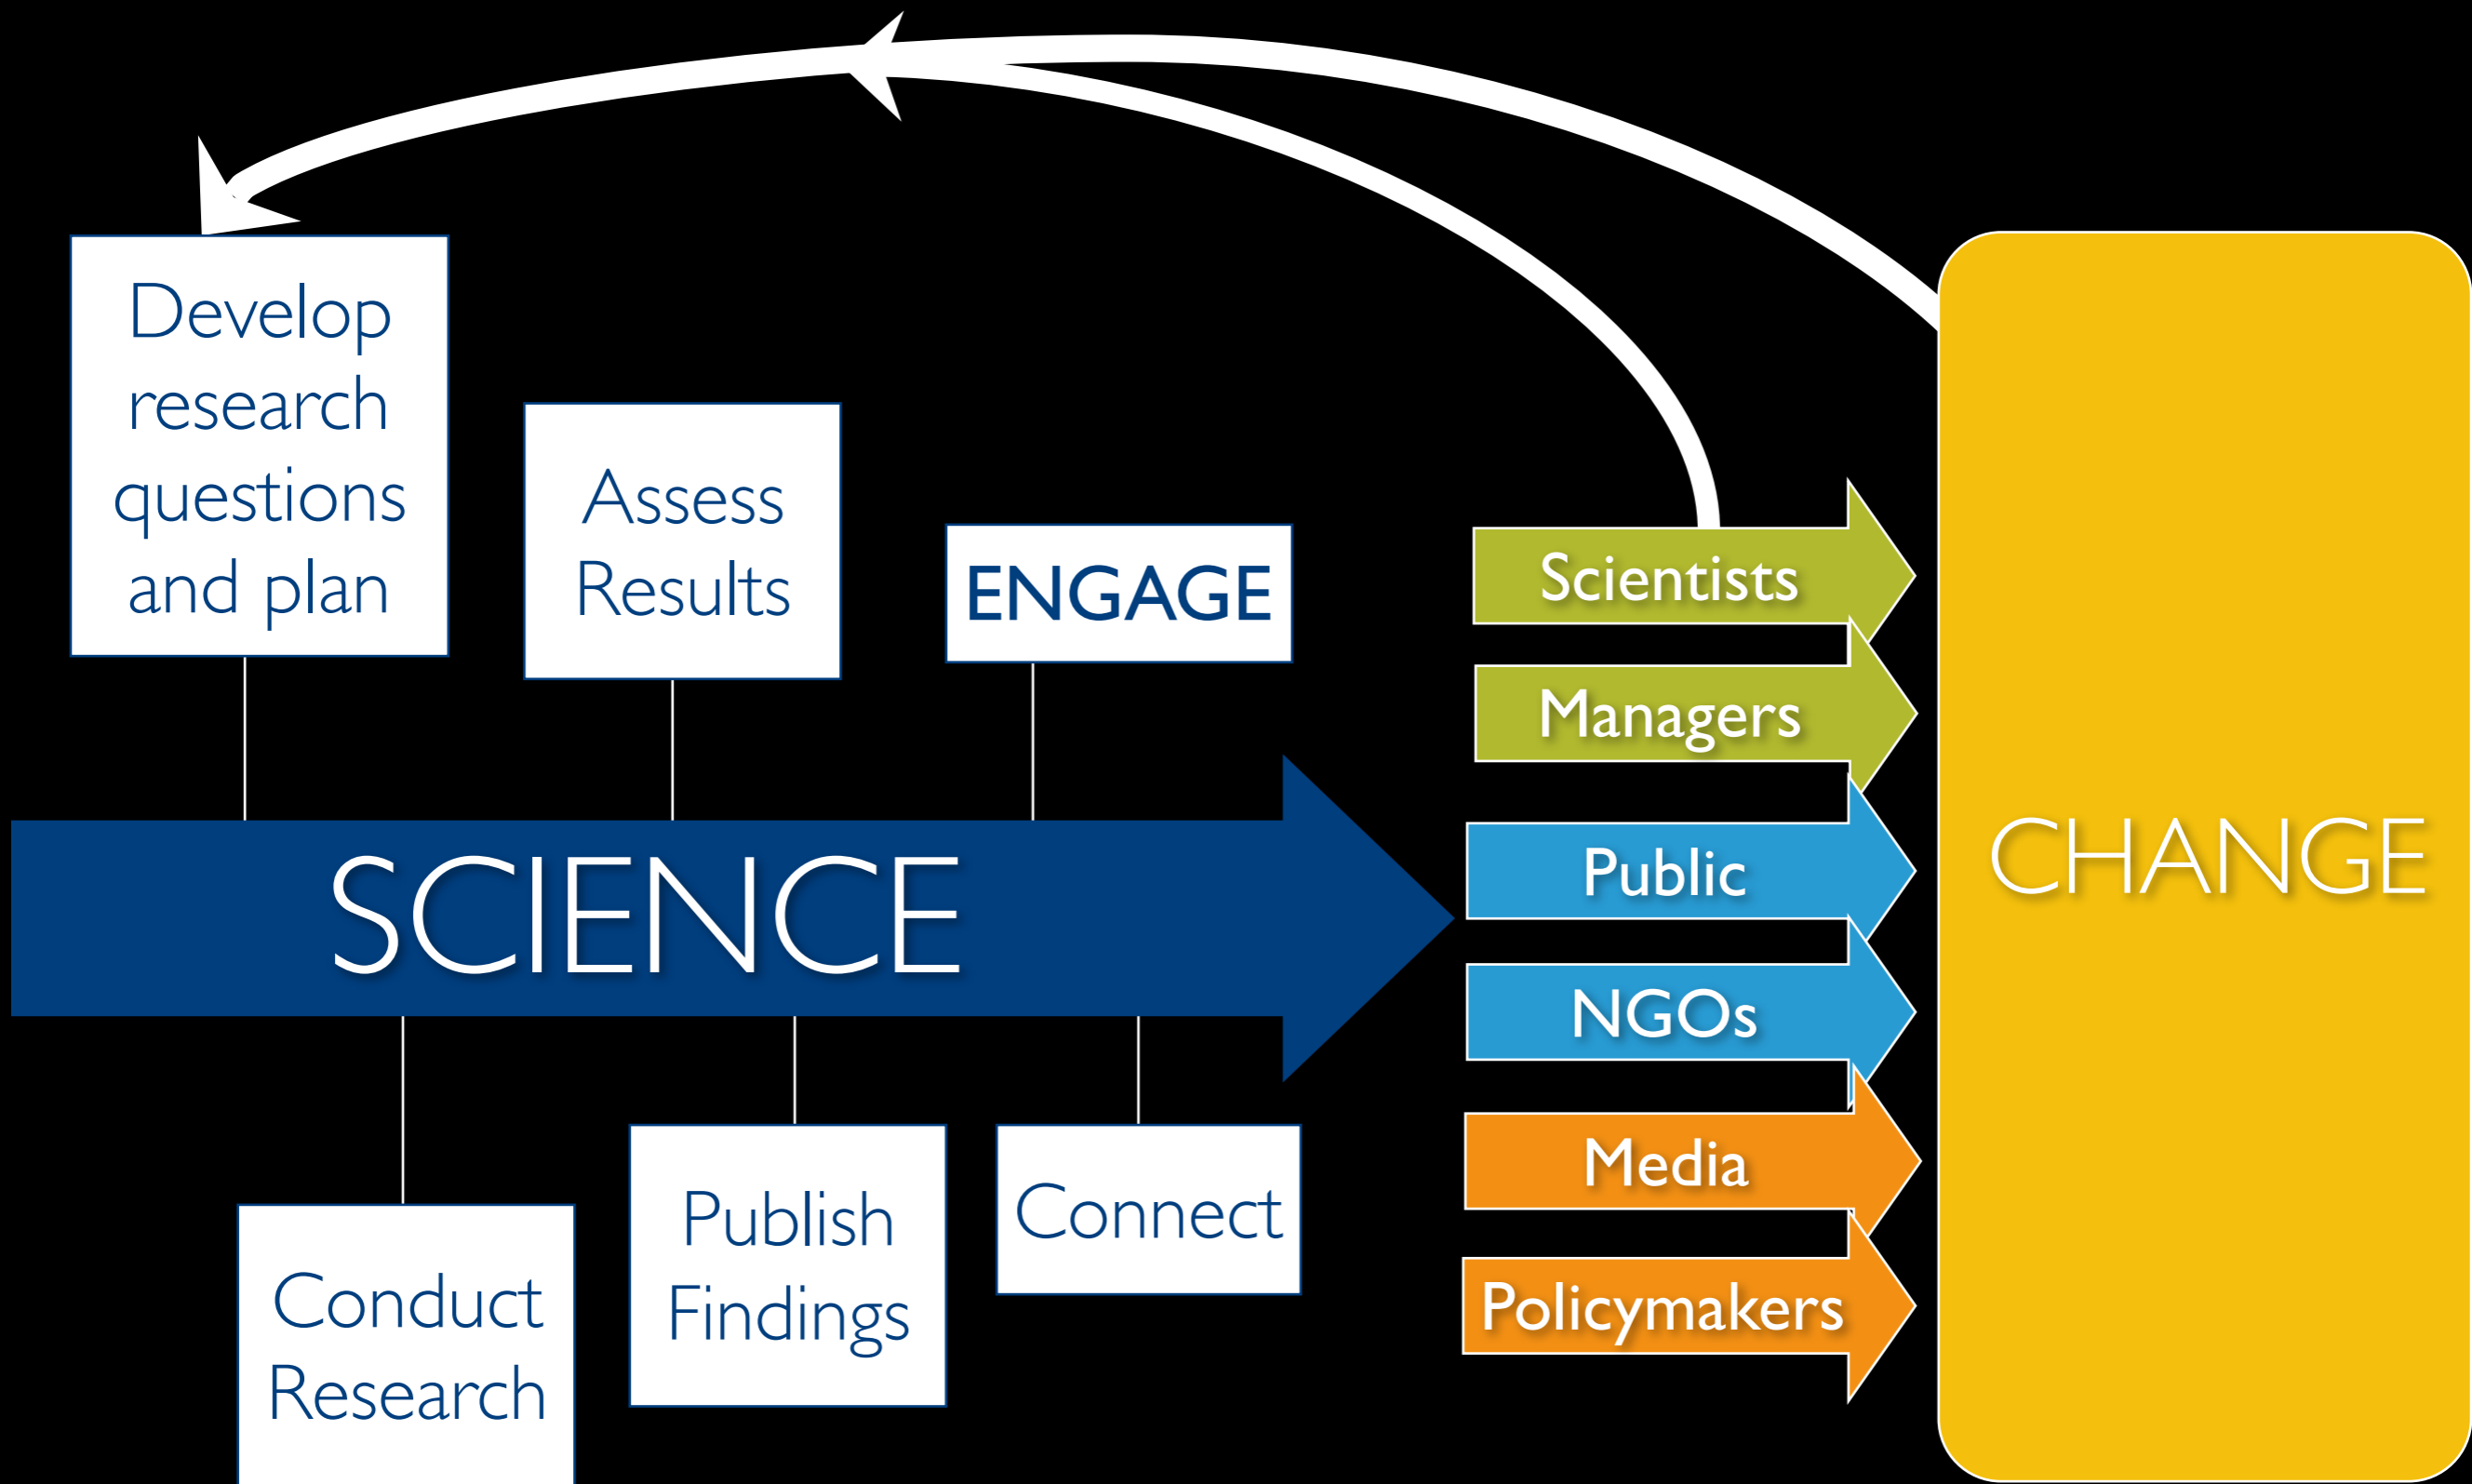 Develop
research
questions
and plan
Assess
Results
ENGAGE
SCIENCE
Conduct
Research
Publish
Findings
Connect
Scientists
Managers
Public
NGOs
Media
Policymakers
CHANGE